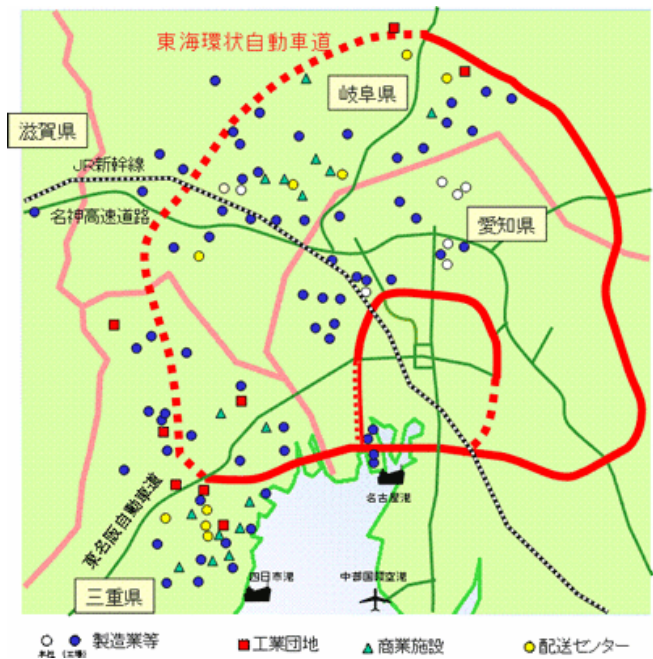 東海環状自動車道
岐阜県
滋賀県
JR新幹線
名神高速道路
愛知県
名古屋港
東名阪自動車道
四日市港
中部国際空港
三重県
製造業等
工業団地
商業施設
配送センター